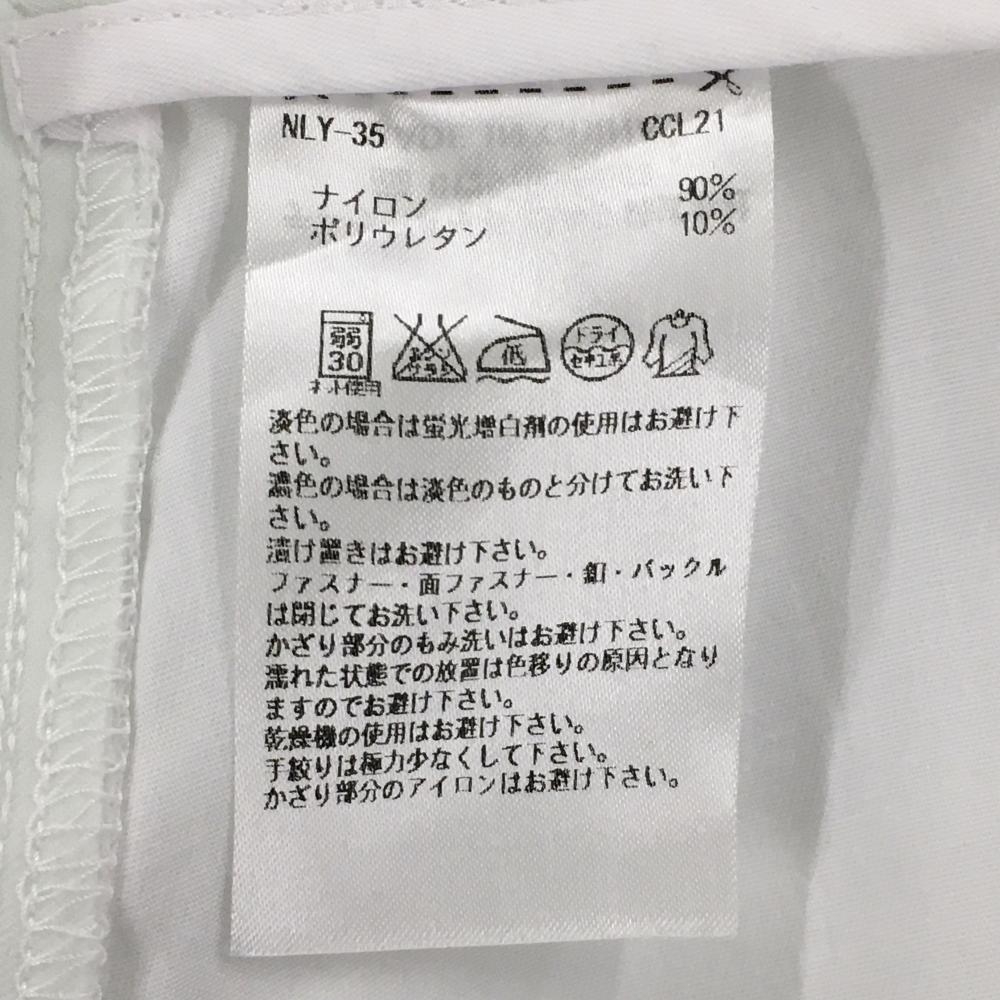 NLY-35 CCL21
ナイロン 90%
ポリウレタン 10%
弱
30
ネット使用
エンソ
サラシ
低
ドライ
セキユ系
淡色の場合は蛍光増白剤の使用はお避け下
さい。
濃色の場合は淡色のものと分けてお洗い下
さい。
漬け置きはお避け下さい。
ファスナー・面ファスナー・釦・バックル
は閉じてお洗い下さい。
かざり部分のもみ洗いはお避け下さい。
濡れた状態での放置は色移りの原因となり
ますのでお避け下さい。
乾燥機の使用はお避け下さい。
手絞りは極力少なくして下さい。
かざり部分のアイロンはお避け下さい。